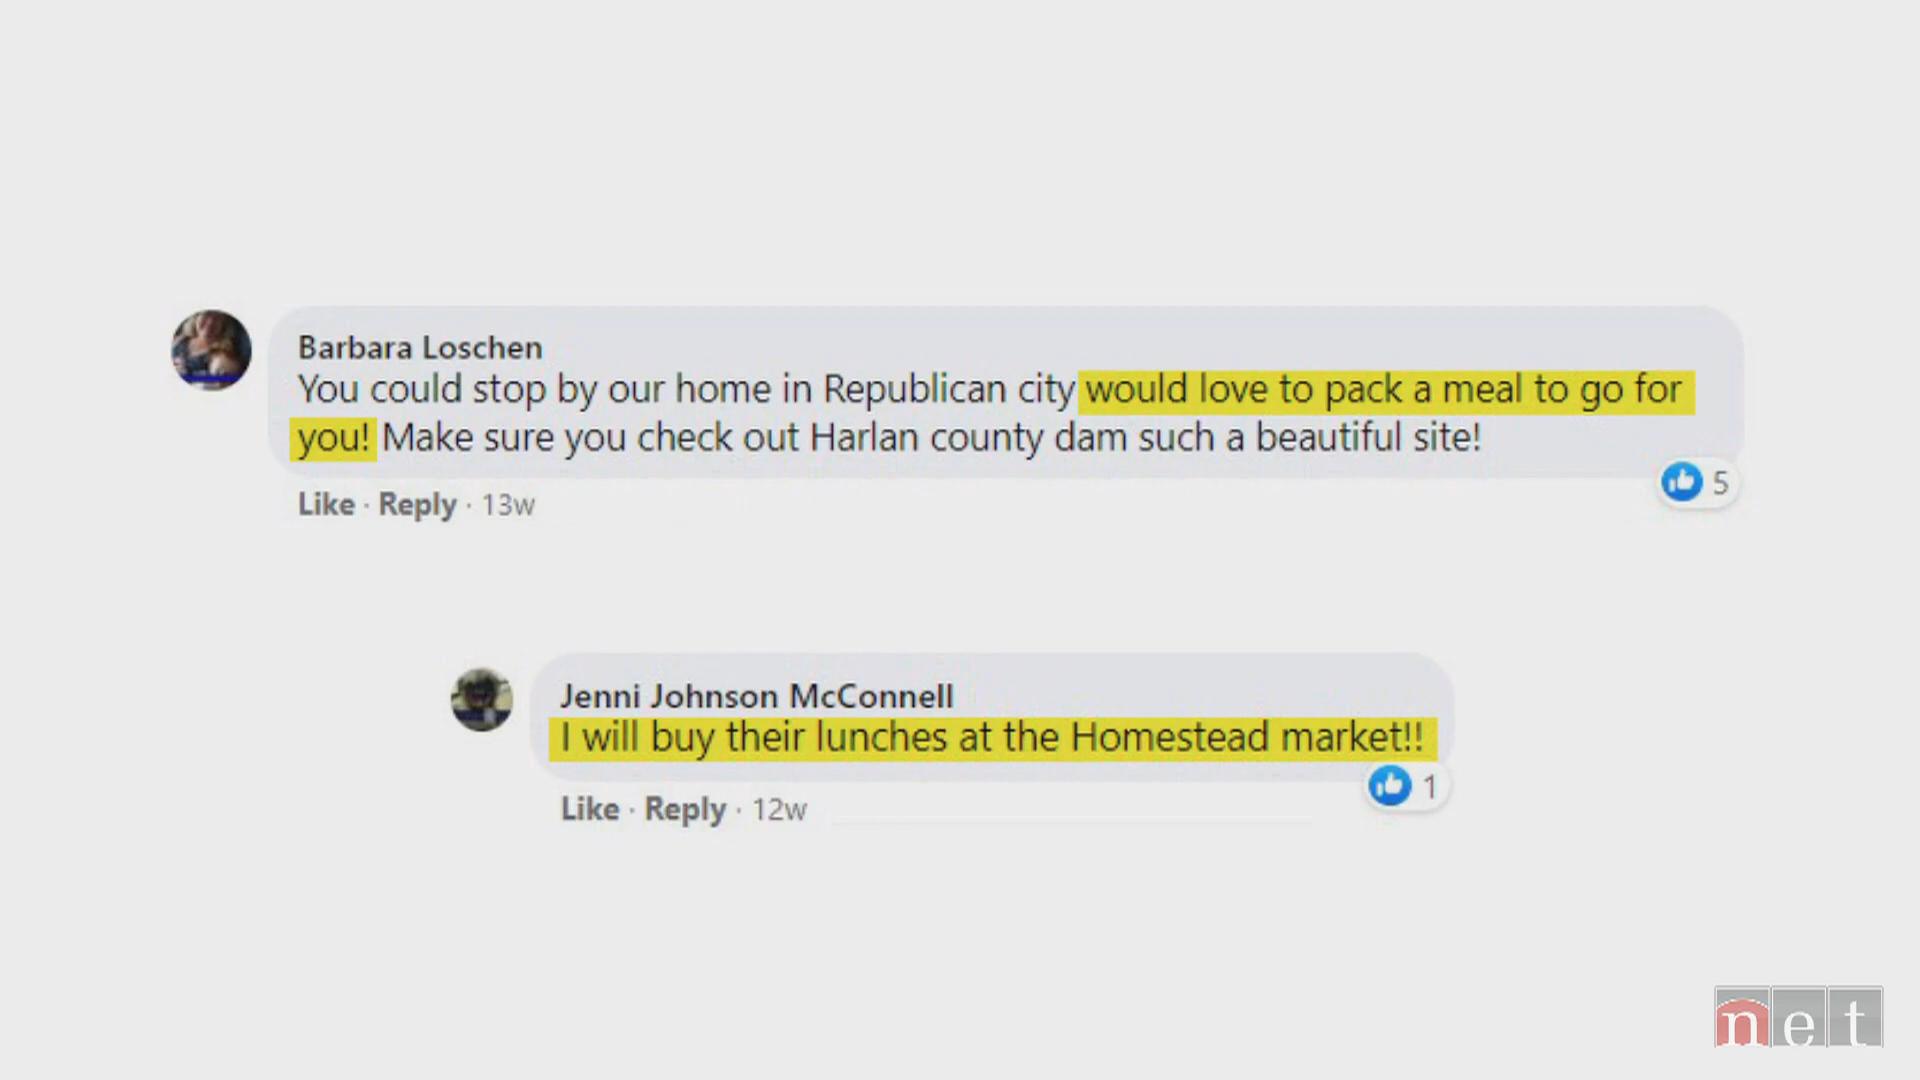 Barbara Loschen
You could stop by our home in Republican city would love to pack a meal to go for
you! Make sure you check out Harlan county dam such a beautiful site!
Like · Reply · 13w
5
Jenni Johnson McConnell
I will buy their lunches at the Homestead market!!
1
Like · Reply · 12w
net